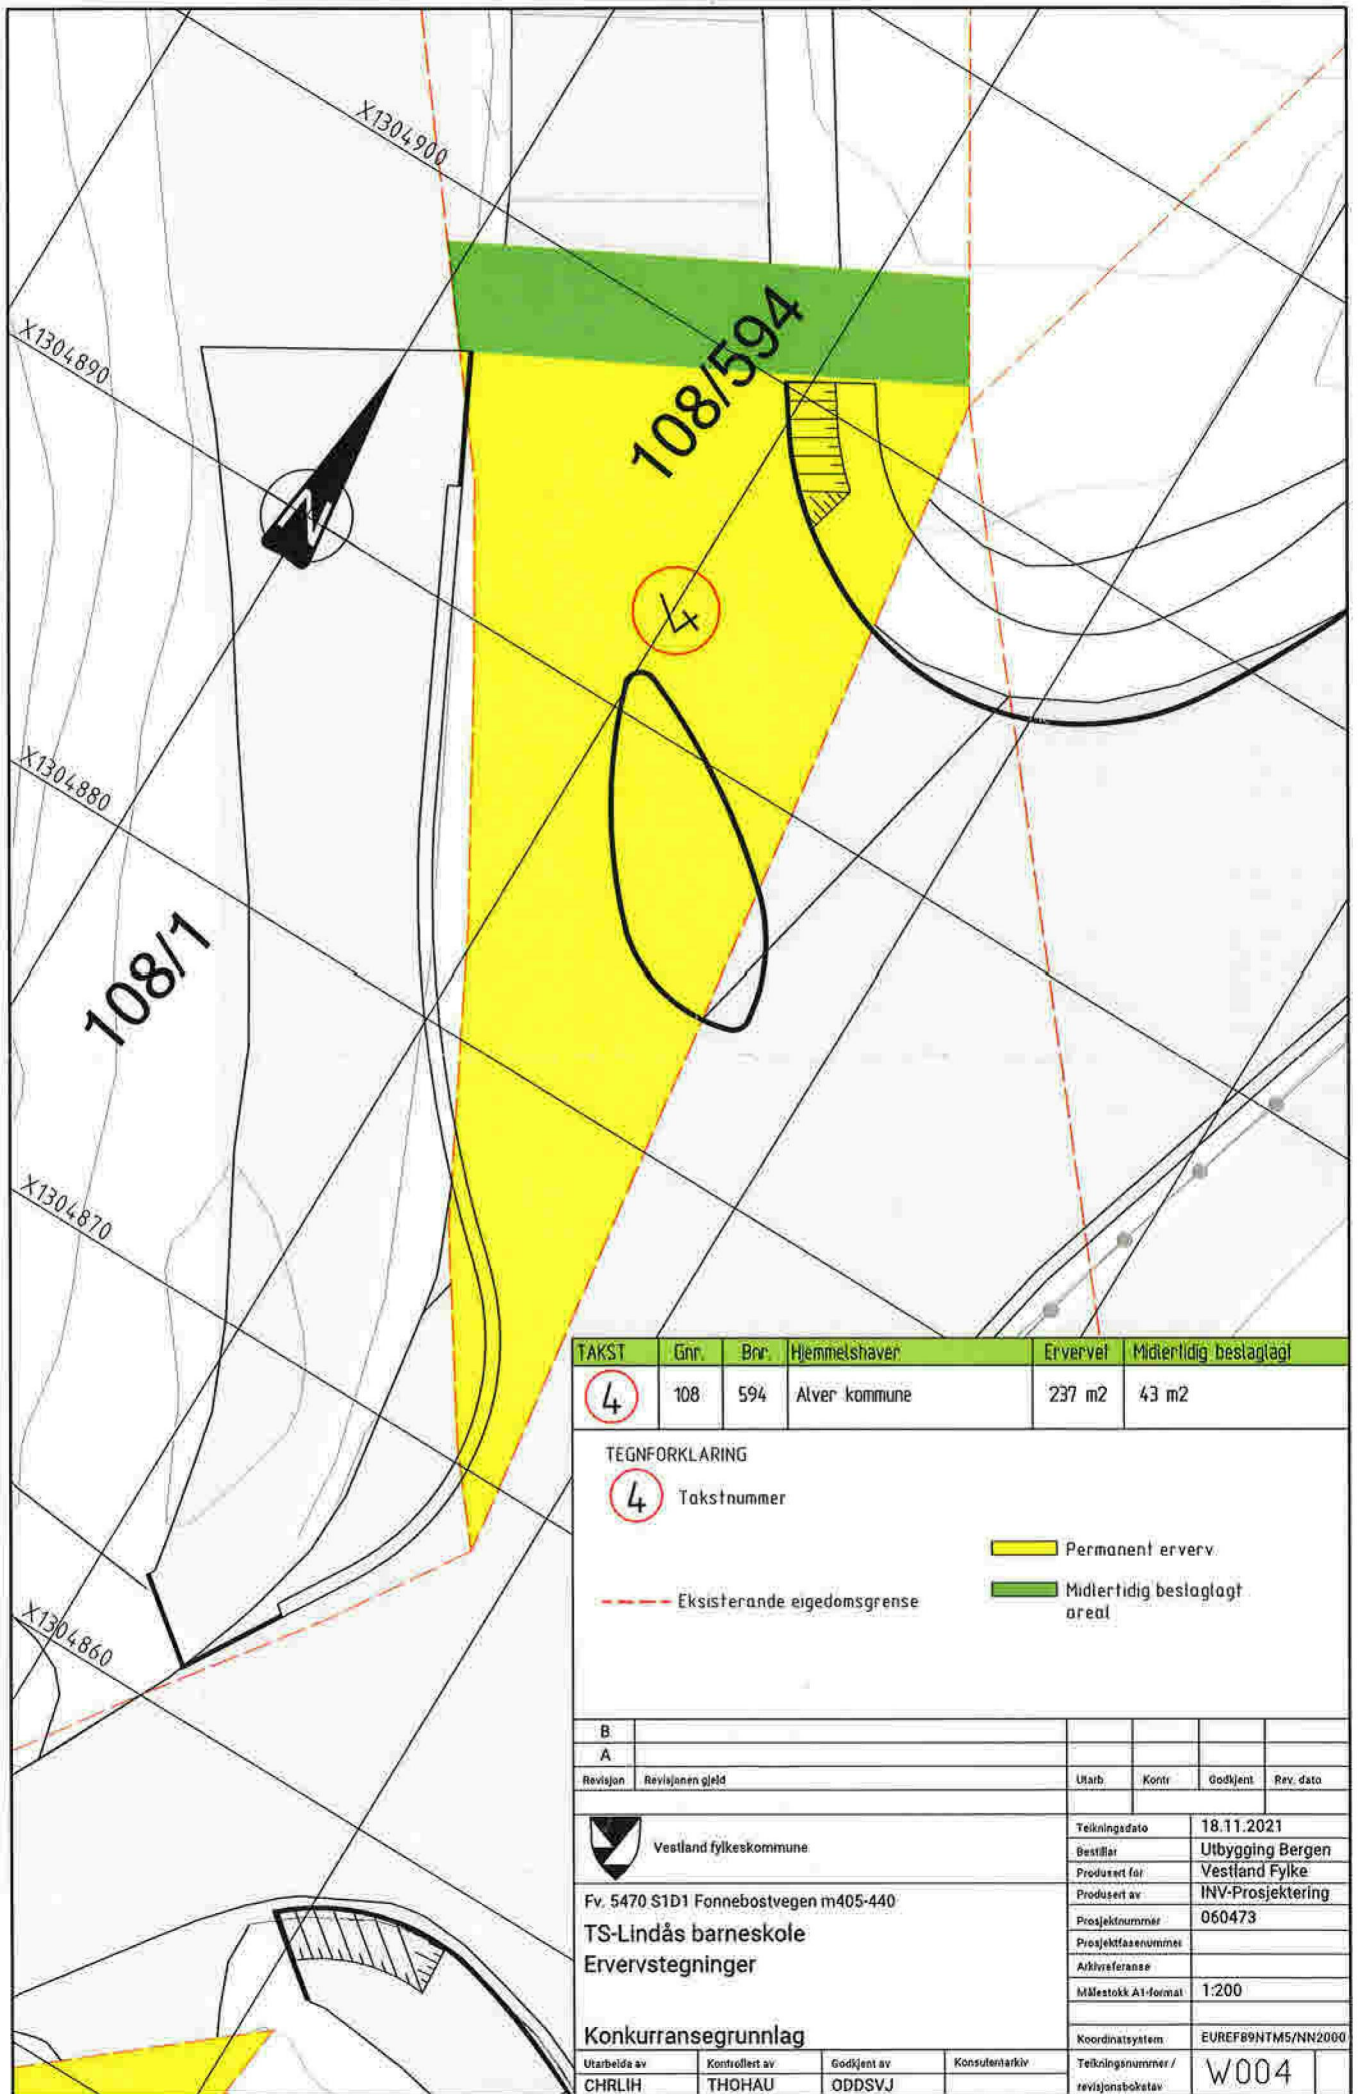 X1304900
X1304890
108/594
4
X1304880
108/1
X1304870
X1304860
TAKST Gnr. Bnr. Hjemmelshaver Ervervet Midlertidig beslaglagt
4 108 594 Alver kommune 237 m2 43 m2
TEGNFORKLARING
4 Takstnummer
Permanent erverv
Eksisterande eigedomsgrense
Midlertidig beslaglagt
areal
B
A
Revisjon Revisjonen gjeld Utarb Kontr Godkjent Rev. dato
Vestland fylkeskommune
Teikningsdato 18.11.2021
Bestillar Utbygging Bergen
Produsert for Vestland Fylke
Produsert av INV-Prosjektering
Prosjektnummer 060473
Prosjektfasenummer
Arkivreferanse
Målestokk A1-format 1:200
Fv. 5470 S1D1 Fonnebostvegen m405-440
TS-Lindås barneskole
Ervervstegninger
Konkurransegrunnlag
Koordinatsystem EUREF89NTM5/NN2000
Utarbeida av Kontrollert av Godkjent av Konsulentarkiv
CHRLIH THOHAU ODDSVJ
Teikningsnummer /
revisjonsbokstav W004